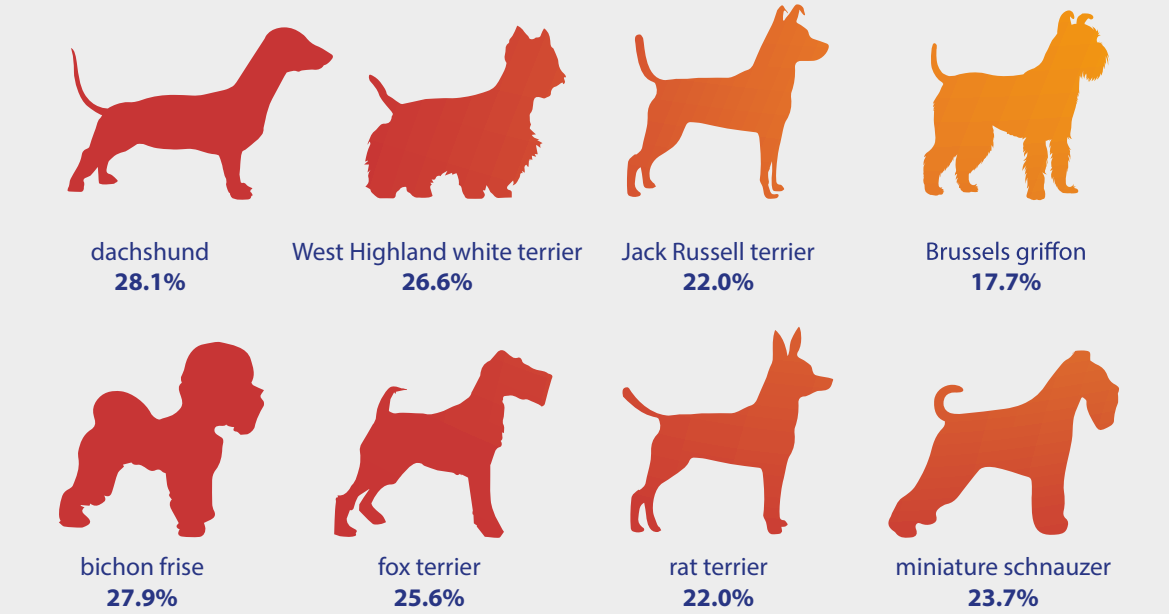 dachshund
28.1%
West Highland white terrier
26.6%
Jack Russell terrier
22.0%
Brussels griffon
17.7%
bichon frise
27.9%
fox terrier
25.6%
rat terrier
22.0%
miniature schnauzer
23.7%